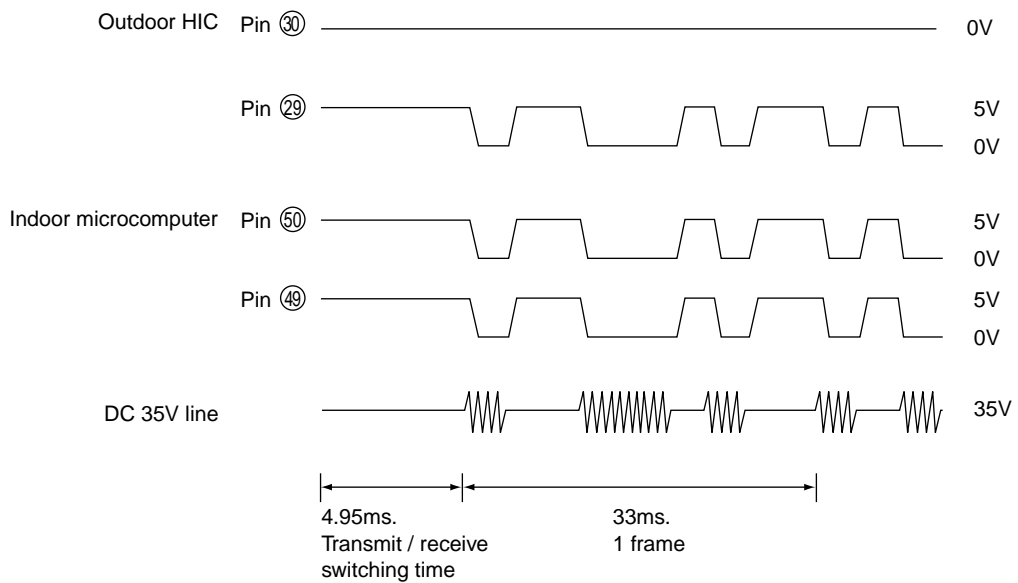 Outdoor HIC Pin ㉚ 0V
Pin ㉙ 5V
0V
Indoor microcomputer Pin ㊿ 5V
0V
Pin ㊾ 5V
0V
DC 35V line 35V
4.95ms. 33ms.
Transmit / receive 1 frame
switching time